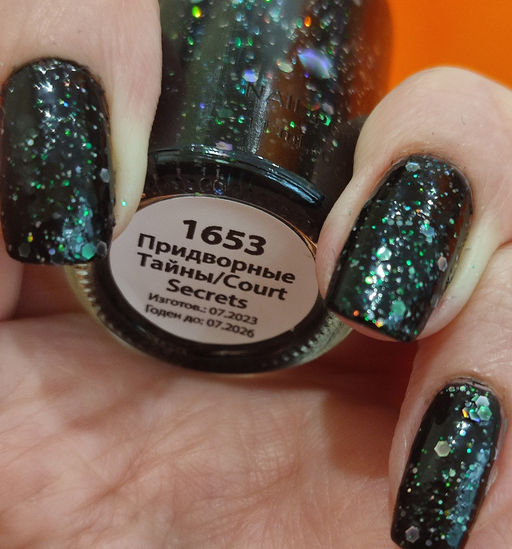 1653
Придворные
Тайны/Court
Secrets
Изготов.: 07.2023
Годен до: 07.2026